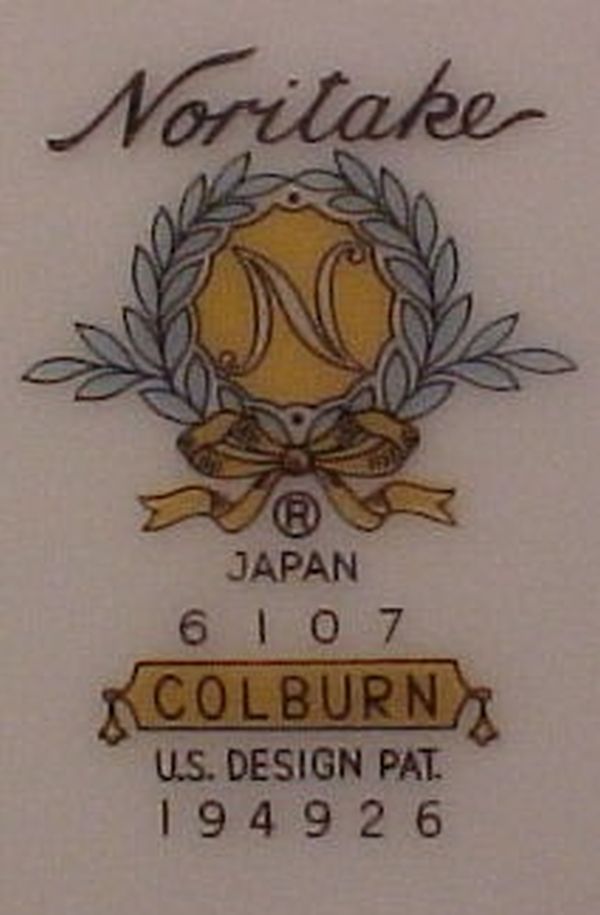 Noritake
N
®
JAPAN
6107
COLBURN
U.S. DESIGN PAT.
194926